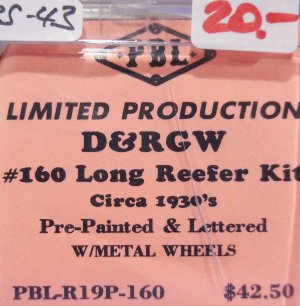 25-43
20.-
PBL
LIMITED PRODUCTION
D&RGW
#160 Long Reefer Kit
Circa 1930's
Pre-Painted & Lettered
W/METAL WHEELS
PBL-R19P-160 $42.50